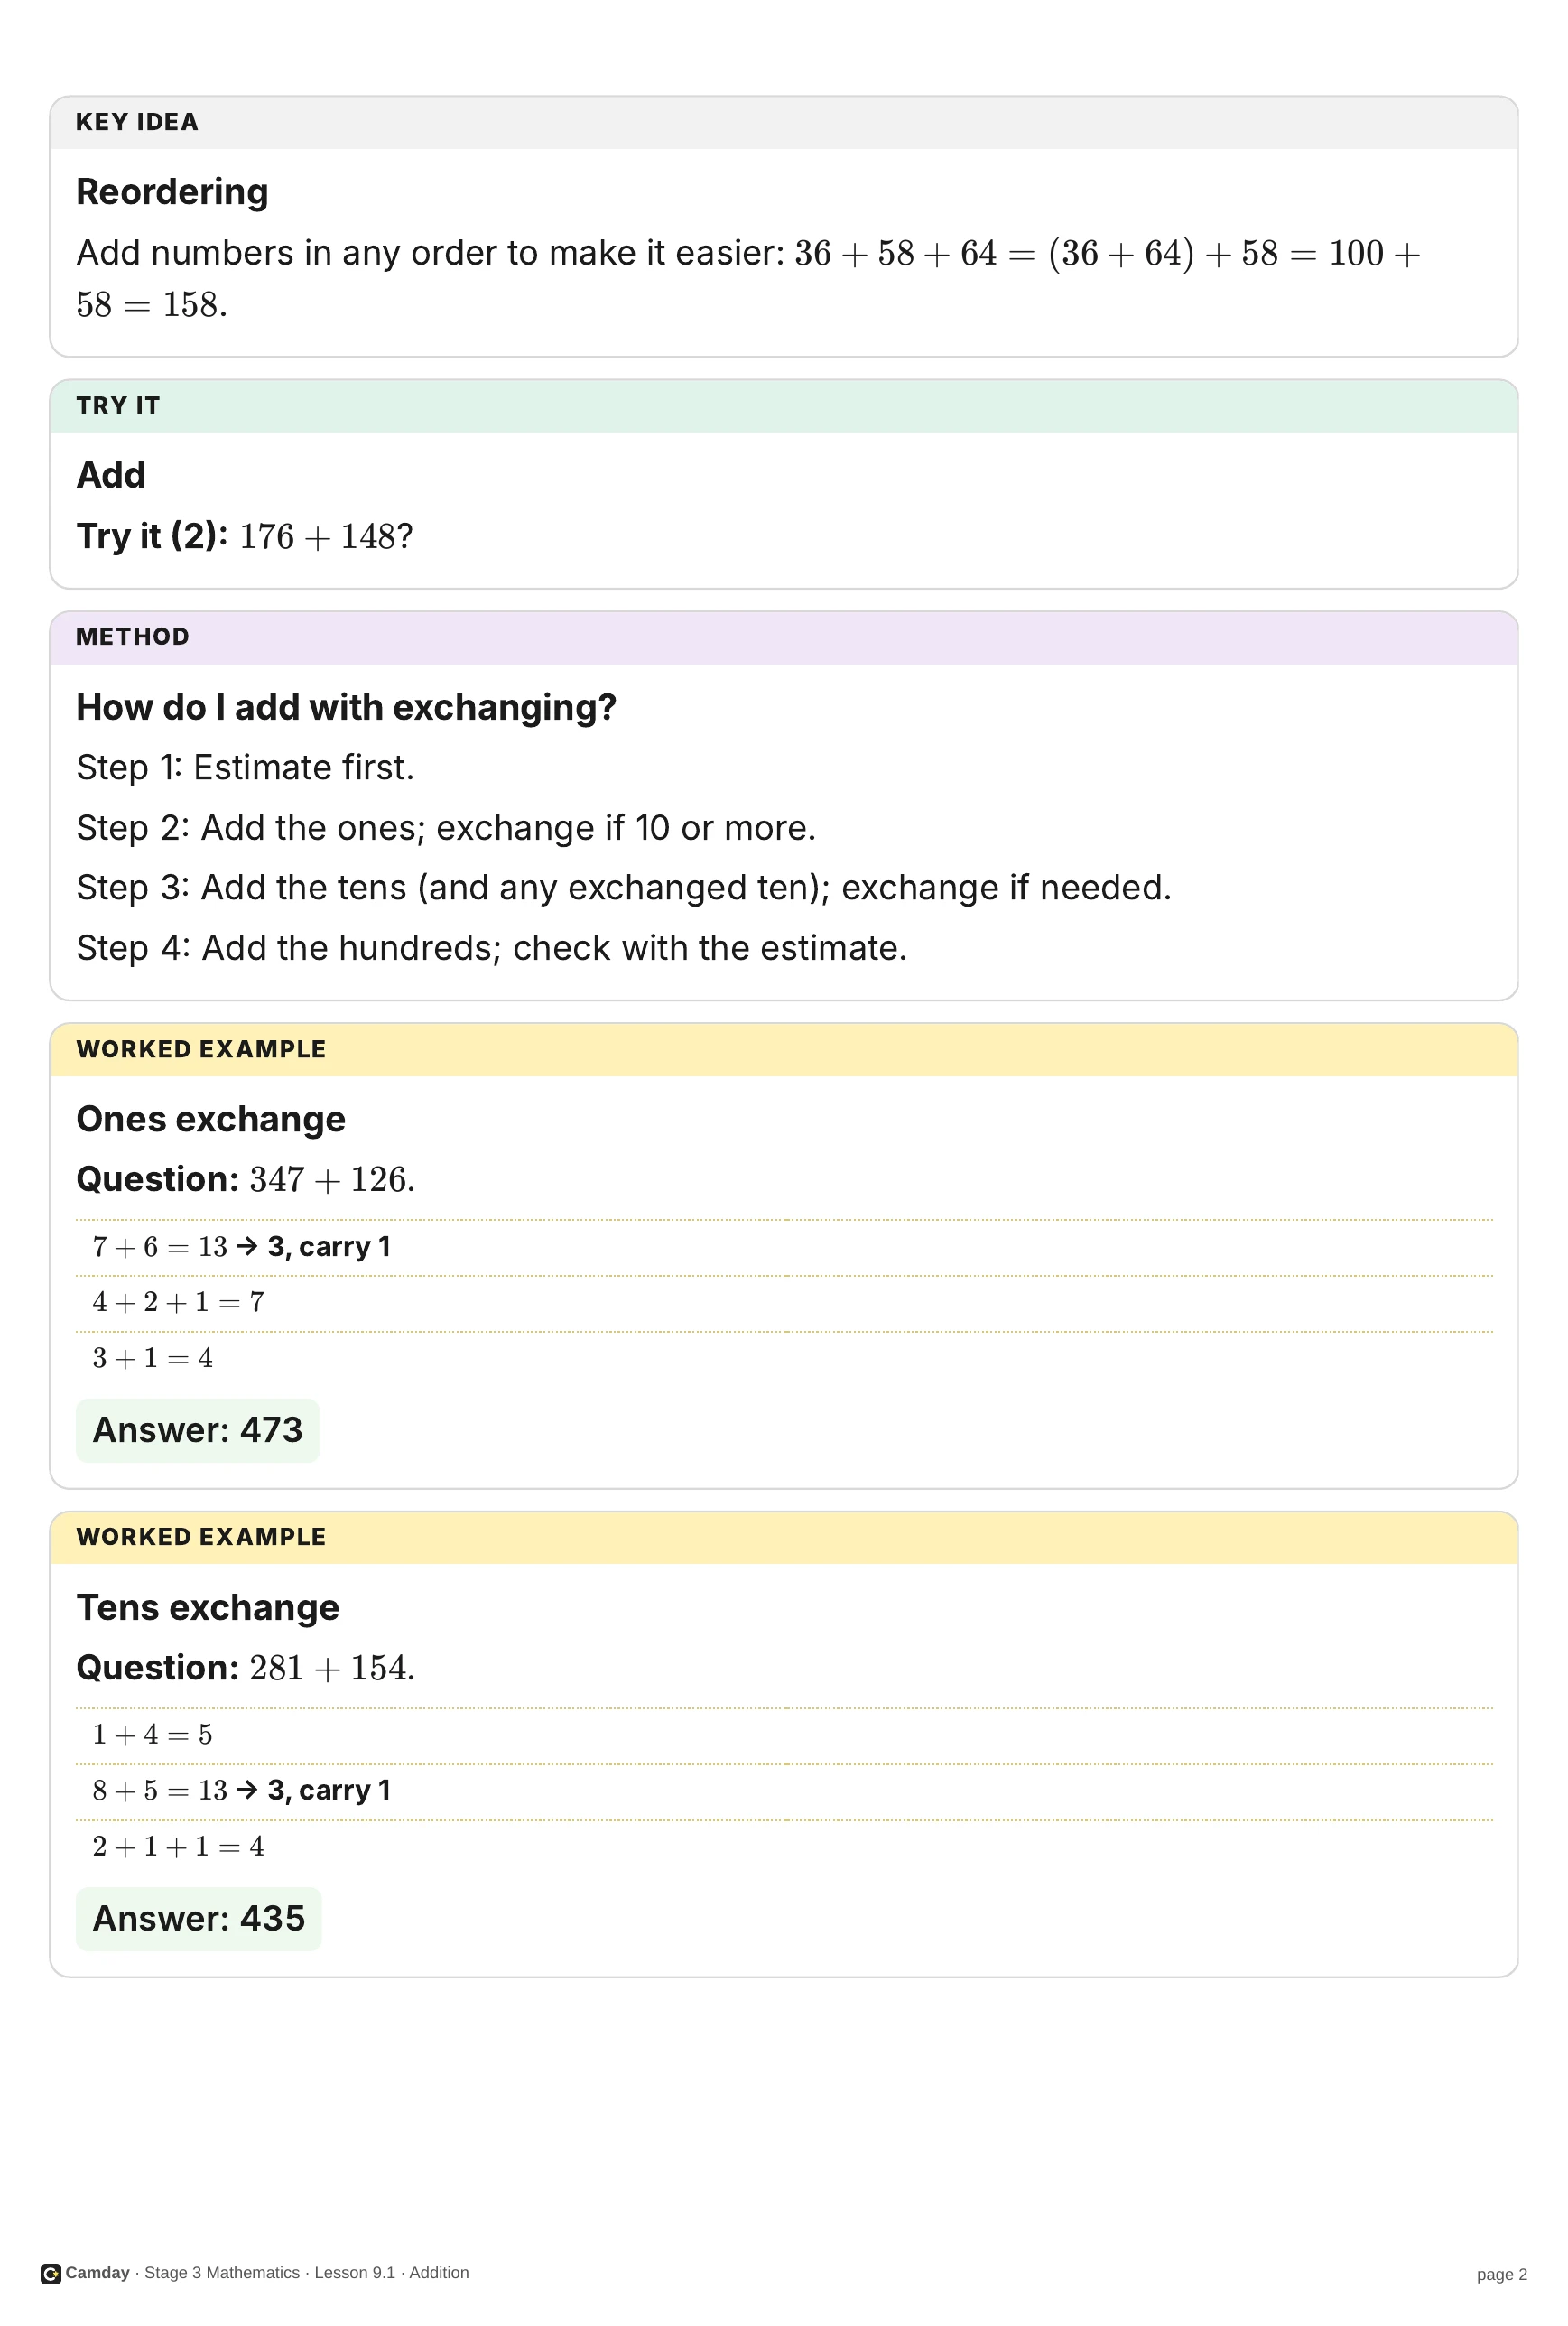 KEY IDEA
Reordering
Add numbers in any order to make it easier: 36 + 58 + 64 = (36 + 64) + 58 = 100 +
58 = 158.
TRY IT
Add
Try it (2): 176 + 148?
METHOD
How do I add with exchanging?
Step 1: Estimate first.
Step 2: Add the ones; exchange if 10 or more.
Step 3: Add the tens (and any exchanged ten); exchange if needed.
Step 4: Add the hundreds; check with the estimate.
WORKED EXAMPLE
Ones exchange
Question: 347 + 126.
7 + 6 = 13 → 3, carry 1
4 + 2 + 1 = 7
3 + 1 = 4
Answer: 473
WORKED EXAMPLE
Tens exchange
Question: 281 + 154.
1 + 4 = 5
8 + 5 = 13 → 3, carry 1
2 + 1 + 1 = 4
Answer: 435
Camday · Stage 3 Mathematics · Lesson 9.1 · Addition
page 2